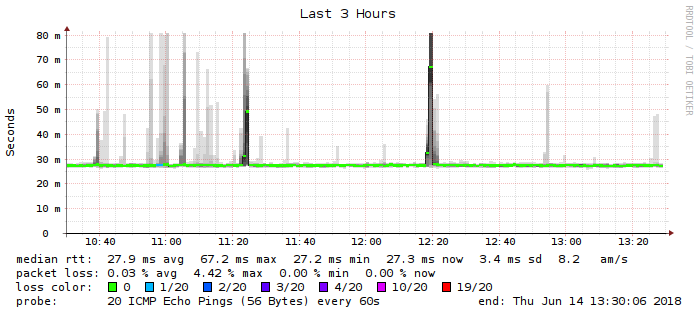 Last 3 Hours
RRDTOOL / TOBI OETIKER
Seconds
80 m
70 m
60 m
50 m
40 m
30 m
20 m
10 m
0
10:40 11:00 11:20 11:40 12:00 12:20 12:40 13:00 13:20
median rtt: 27.9 ms avg 67.2 ms max 27.2 ms min 27.3 ms now 3.4 ms sd 8.2 am/s
packet loss: 0.03 % avg 4.42 % max 0.00 % min 0.00 % now
loss color: 0 1/20 2/20 3/20 4/20 10/20 19/20
probe: 20 ICMP Echo Pings (56 Bytes) every 60s end: Thu Jun 14 13:30:06 2018